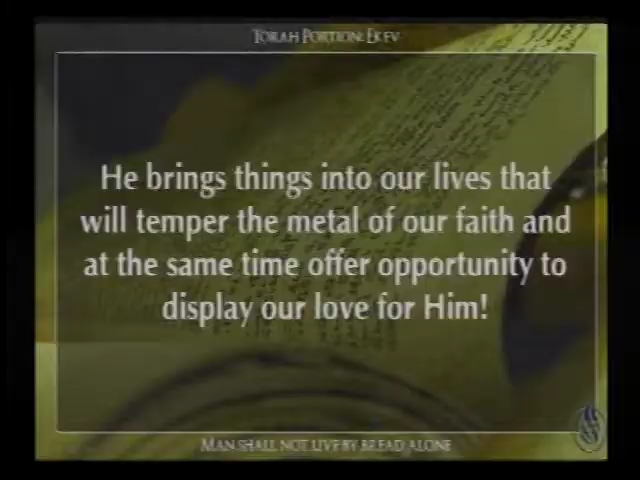 TORAH PORTION: EKEV
He brings things into our lives that
will temper the metal of our faith and
at the same time offer opportunity to
display our love for Him!
MAN SHALL NOT LIVE BY BREAD ALONE